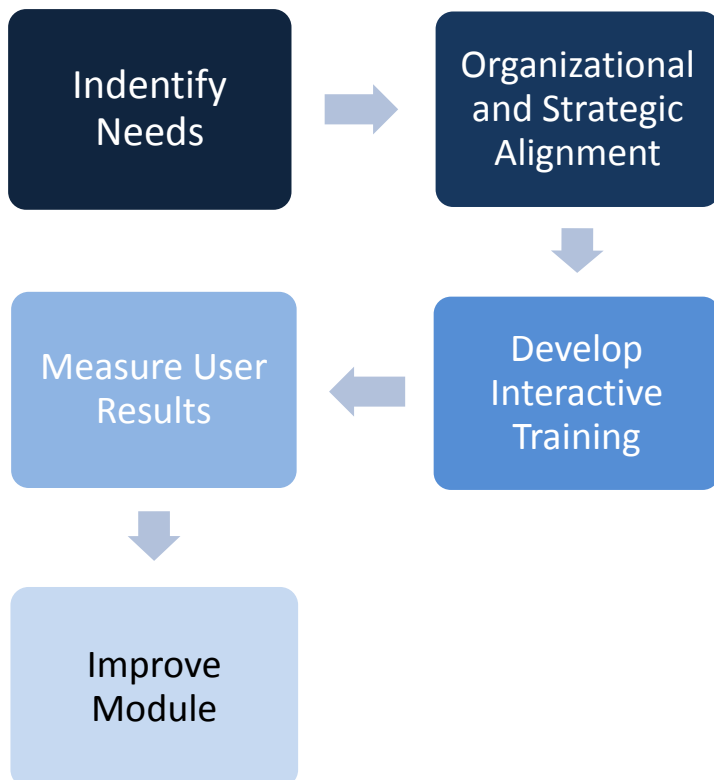 Indentify
Needs
Organizational
and Strategic
Alignment
Develop
Interactive
Training
Measure User
Results
Improve
Module